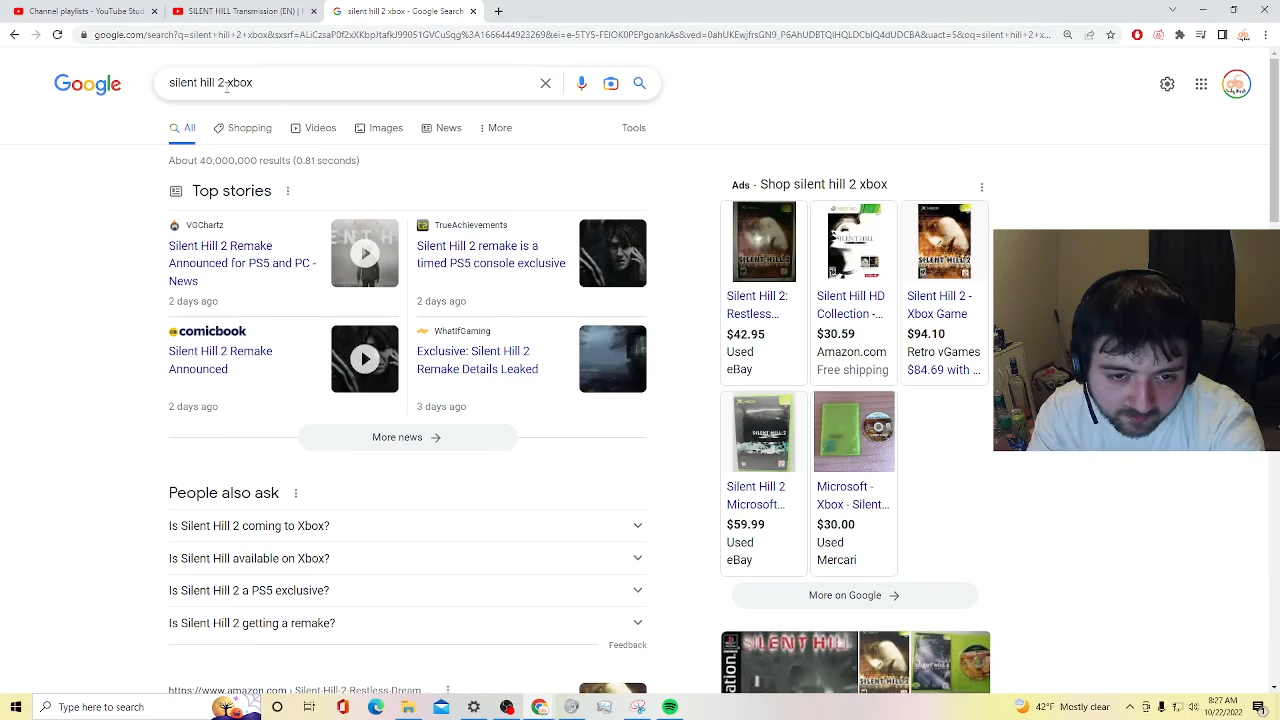 Channel playlists - YouTube Stud
SILENT HILL Transmission (EN) |
silent hill 2 xbox - Google Search
Google
silent hill 2 xbox
All
Shopping
Videos
Images
News
More
Tools
About 40,000,000 results (0.81 seconds)
Top stories
VGChartz
Silent Hill 2 Remake
Announced for PS5 and PC -
News
2 days ago
TrueAchievements
Silent Hill 2 remake is a
timed PS5 console exclusive
2 days ago
comicbook
Silent Hill 2 Remake
Announced
2 days ago
WhatIfGaming
Exclusive: Silent Hill 2
Remake Details Leaked
3 days ago
More news
People also ask
Is Silent Hill 2 coming to Xbox?
Is Silent Hill available on Xbox?
Is Silent Hill 2 a PS5 exclusive?
Is Silent Hill 2 getting a remake?
Feedback
https://www.amazon.com › Silent-Hill-2-Restless-Dream
Ads · Shop silent hill 2 xbox
Silent Hill 2:
Restless...
$42.95
Used
eBay
Silent Hill HD
Collection -...
$30.59
Amazon.com
Free shipping
Silent Hill 2 -
Xbox Game
$94.10
Retro vGames
$84.69 with ...
Silent Hill 2
Microsoft...
$59.99
Used
eBay
Microsoft -
Xbox - Silent...
$30.00
Used
Mercari
More on Google
SILENT HILL
Type here to search
42°F Mostly clear
8:27 AM
10/22/2022